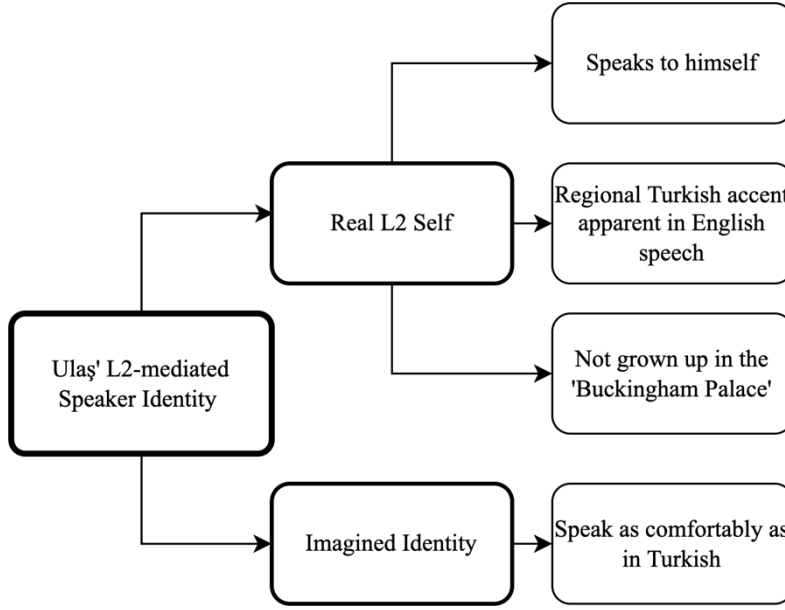 Speaks to himself
Real L2 Self
Regional Turkish accent
apparent in English
speech
Ulaş' L2-mediated
Speaker Identity
Not grown up in the
'Buckingham Palace'
Imagined Identity
Speak as comfortably as
in Turkish